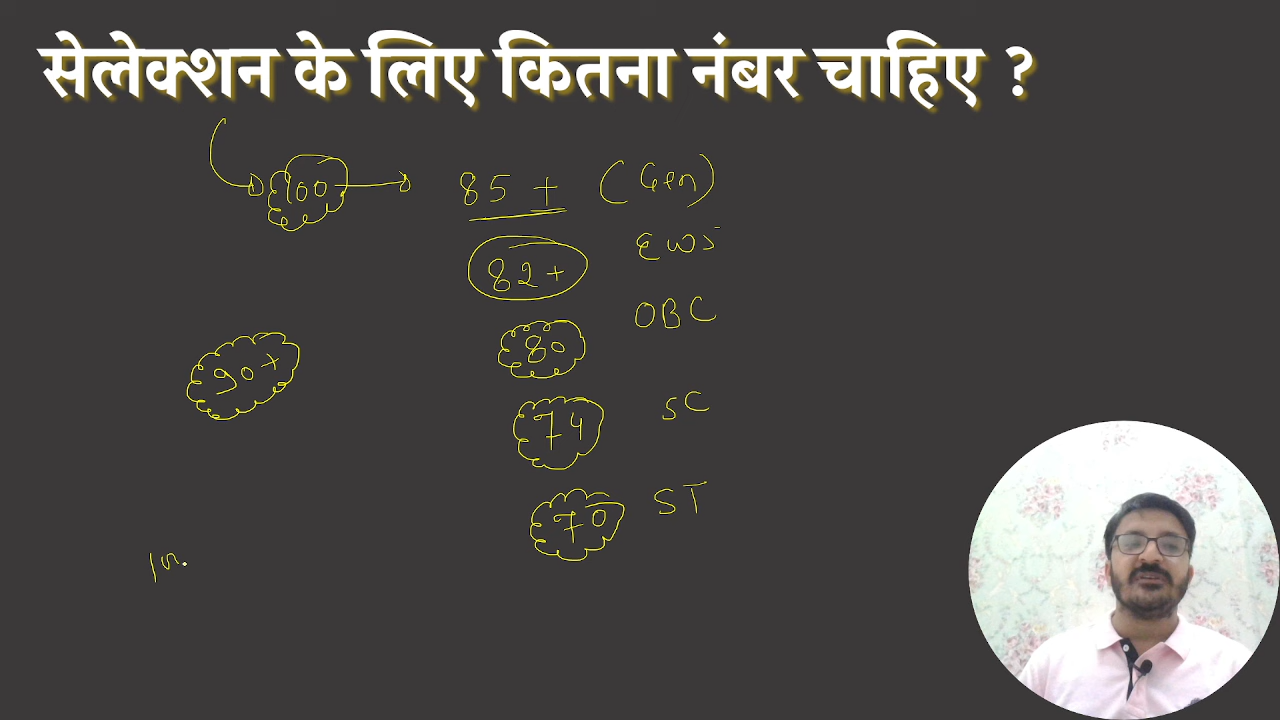 सेलेक्शन के लिए कितना नंबर चाहिए ?
100 85 + (Gen)
82+ EWS
80 OBC
90+
74 SC
70 ST